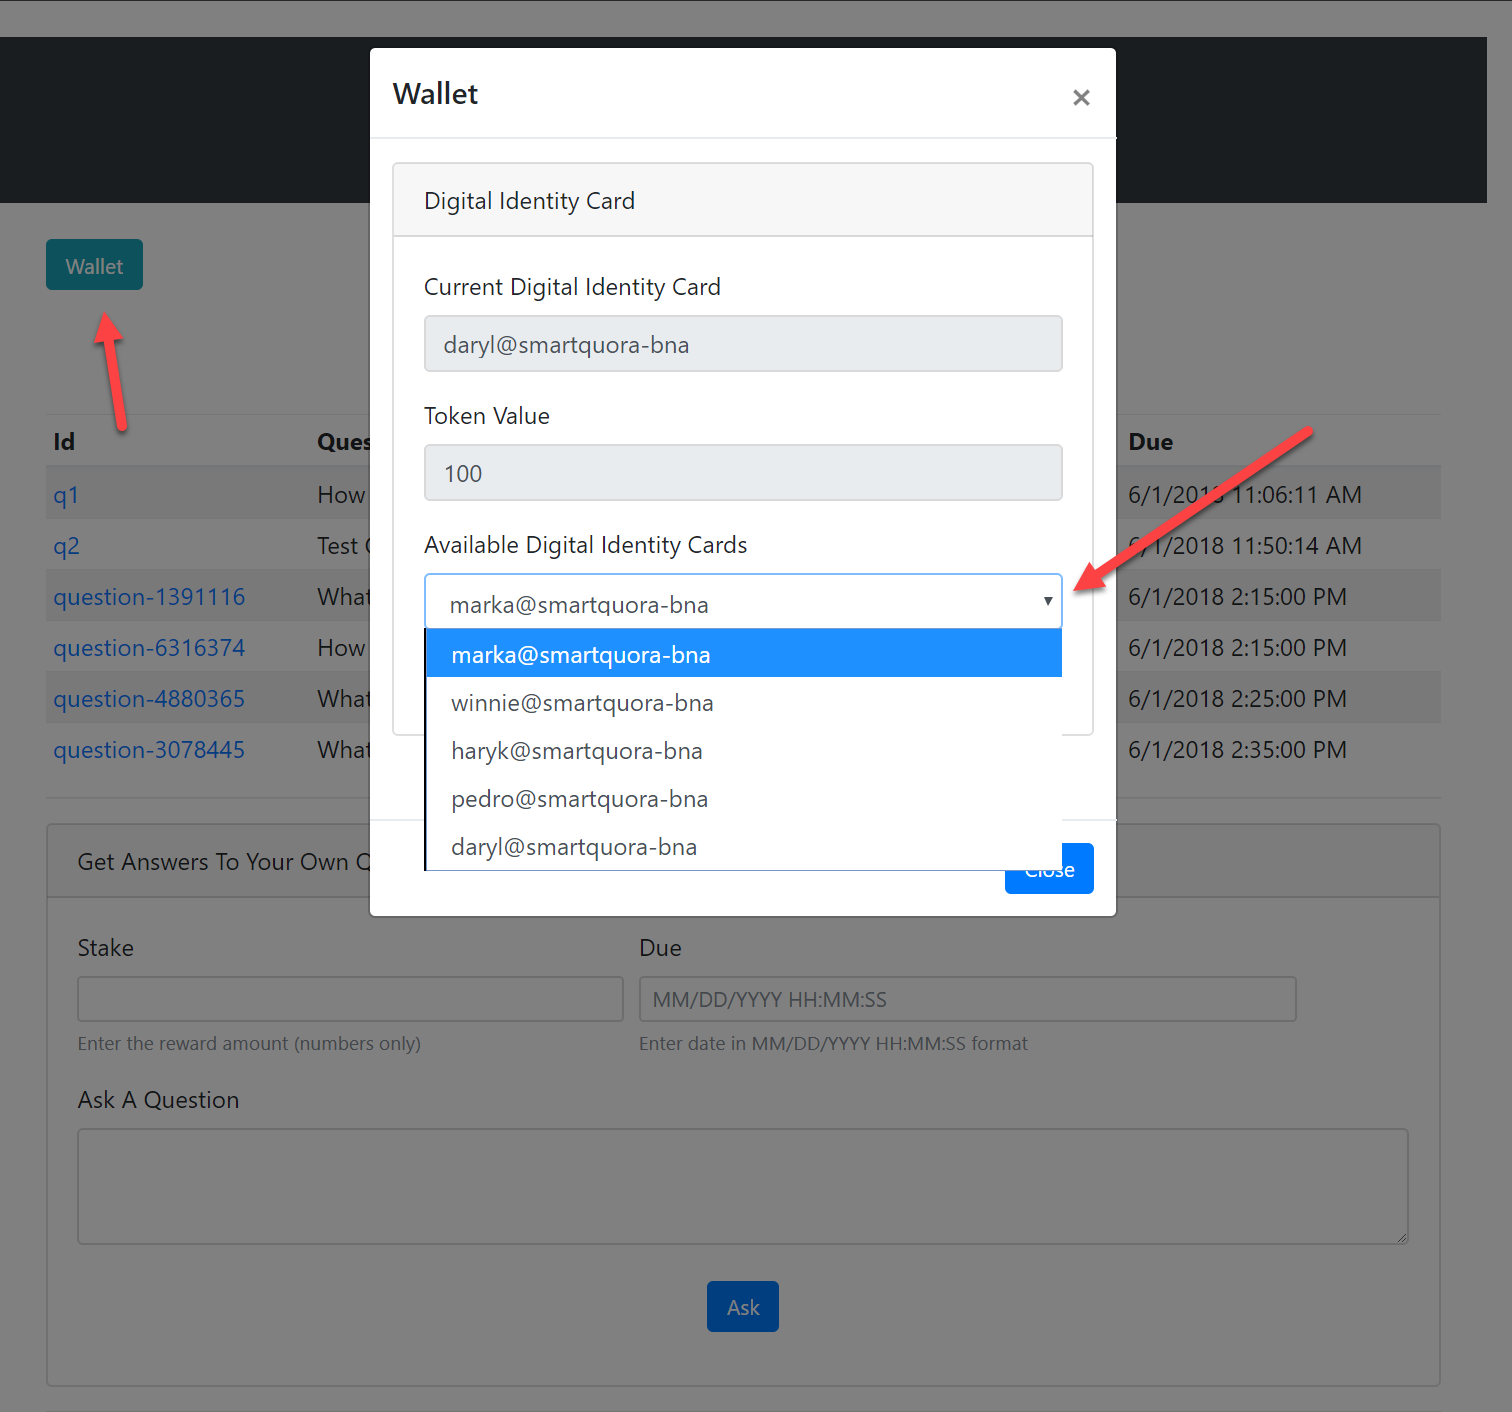 Wallet
×
Digital Identity Card
Wallet
Current Digital Identity Card
daryl@smartquora-bna
Token Value
100
Available Digital Identity Cards
marka@smartquora-bna
marka@smartquora-bna
winnie@smartquora-bna
haryk@smartquora-bna
pedro@smartquora-bna
daryl@smartquora-bna
Close
Id Ques Due
q1 How 6/1/2018 11:06:11 AM
q2 Test 6/1/2018 11:50:14 AM
question-1391116 What 6/1/2018 2:15:00 PM
question-6316374 How 6/1/2018 2:15:00 PM
question-4880365 What 6/1/2018 2:25:00 PM
question-3078445 What 6/1/2018 2:35:00 PM
Get Answers To Your Own Q
Stake Due
MM/DD/YYYY HH:MM:SS
Enter the reward amount (numbers only) Enter date in MM/DD/YYYY HH:MM:SS format
Ask A Question
Ask